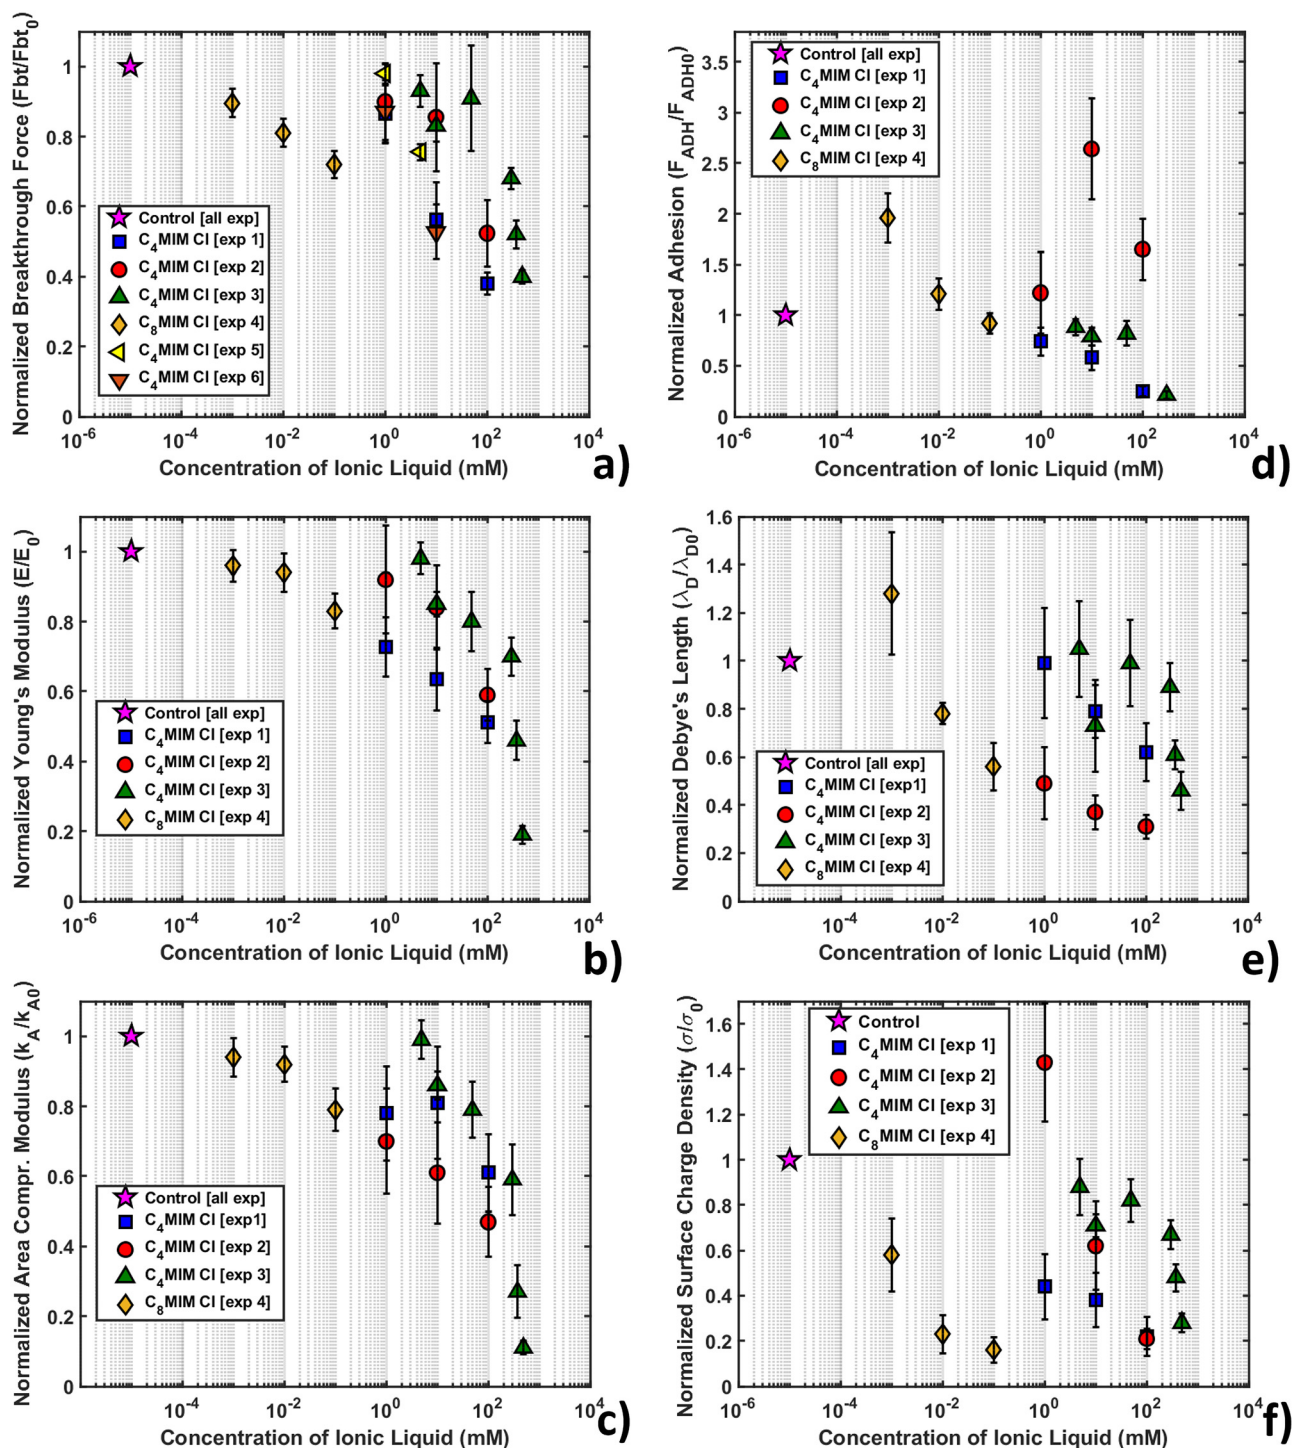 Normalized Breakthrough Force (Fbt/Fbt₀)
1
0.8
0.6
0.4
0.2
0
Control [all exp]
C₄MIM Cl [exp 1]
C₄MIM Cl [exp 2]
C₄MIM Cl [exp 3]
C₈MIM Cl [exp 4]
C₄MIM Cl [exp 5]
C₄MIM Cl [exp 6]
10⁻⁶ 10⁻⁴ 10⁻² 10⁰ 10² 10⁴
Concentration of Ionic Liquid (mM)
a)
Normalized Adhesion (F_ADH/F_ADH0)
3.5
3
2.5
2
1.5
1
0.5
0
Control [all exp]
C₄MIM Cl [exp 1]
C₄MIM Cl [exp 2]
C₄MIM Cl [exp 3]
C₈MIM Cl [exp 4]
10⁻⁶ 10⁻⁴ 10⁻² 10⁰ 10² 10⁴
Concentration of Ionic Liquid (mM)
d)
Normalized Young's Modulus (E/E₀)
1
0.8
0.6
0.4
0.2
0
Control [all exp]
C₄MIM Cl [exp 1]
C₄MIM Cl [exp 2]
C₄MIM Cl [exp 3]
C₈MIM Cl [exp 4]
10⁻⁶ 10⁻⁴ 10⁻² 10⁰ 10² 10⁴
Concentration of Ionic Liquid (mM)
b)
Normalized Debye's Length (λ_D/λ_D0)
1.6
1.4
1.2
1
0.8
0.6
0.4
0.2
0
Control [all exp]
C₄MIM Cl [exp1]
C₄MIM Cl [exp 2]
C₄MIM Cl [exp 3]
C₈MIM Cl [exp 4]
10⁻⁶ 10⁻⁴ 10⁻² 10⁰ 10² 10⁴
Concentration of Ionic Liquid (mM)
e)
Normalized Area Compr. Modulus (k_A/k_A0)
1
0.8
0.6
0.4
0.2
0
Control [all exp]
C₄MIM Cl [exp1]
C₄MIM Cl [exp 2]
C₄MIM Cl [exp 3]
C₈MIM Cl [exp 4]
10⁻⁶ 10⁻⁴ 10⁻² 10⁰ 10² 10⁴
Concentration of Ionic Liquid (mM)
c)
Normalized Surface Charge Density (σ/σ₀)
1.6
1.4
1.2
1
0.8
0.6
0.4
0.2
0
Control
C₄MIM Cl [exp 1]
C₄MIM Cl [exp 2]
C₄MIM Cl [exp 3]
C₈MIM Cl [exp 4]
10⁻⁶ 10⁻⁴ 10⁻² 10⁰ 10² 10⁴
Concentration of Ionic Liquid (mM)
f)